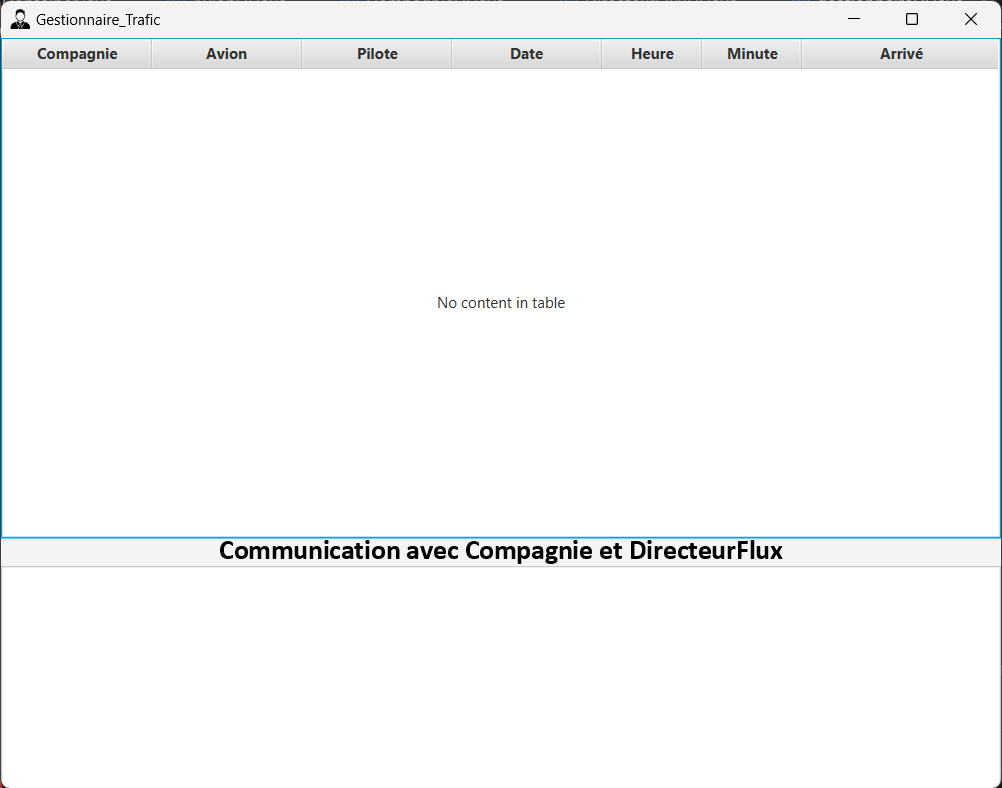 Gestionnaire_Trafic
Compagnie Avion Pilote Date Heure Minute Arrivé
No content in table
Communication avec Compagnie et DirecteurFlux